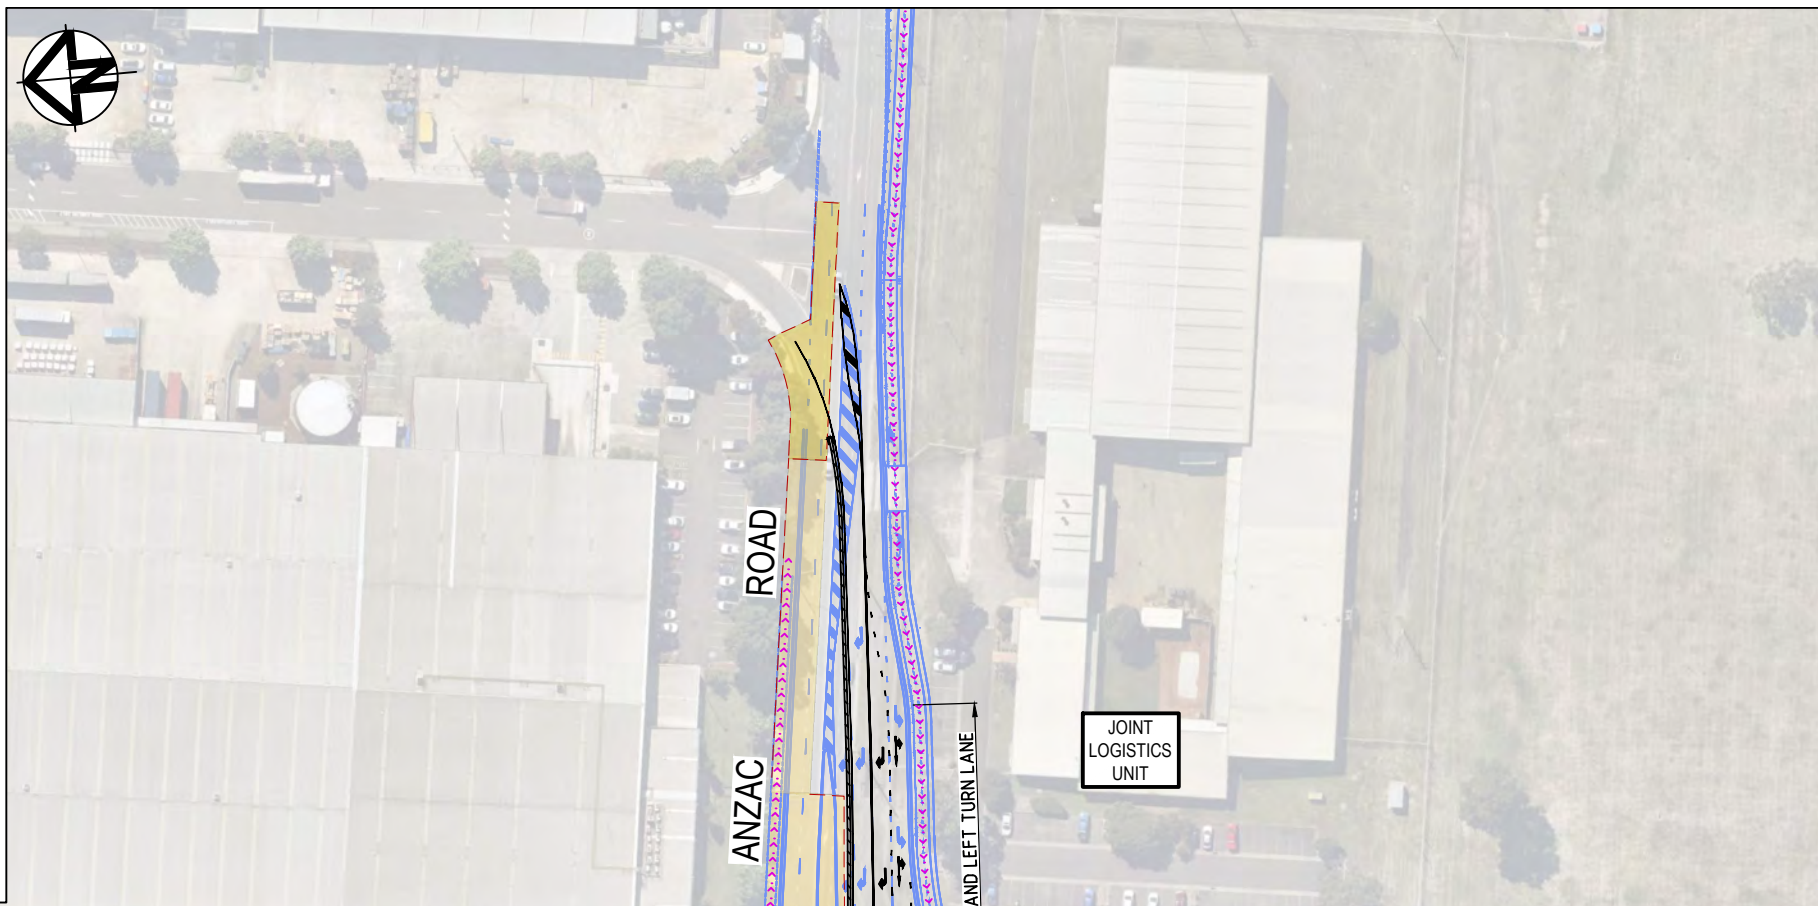 N
ROAD
ANZAC
AND LEFT TURN LANE
JOINT
LOGISTICS
UNIT